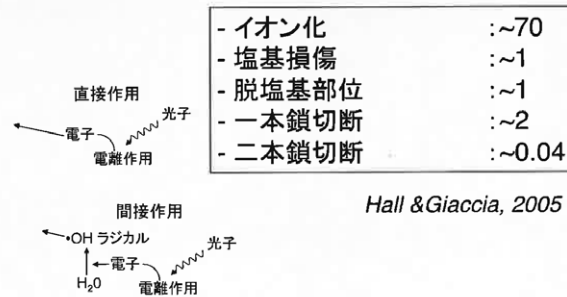 - イオン化 :~70
- 塩基損傷 :~1
- 脱塩基部位 :~1
- 一本鎖切断 :~2
- 二本鎖切断 :~0.04
Hall &Giaccia, 2005
直接作用
光子
電子
電離作用
間接作用
•OH ラジカル
光子
電子
H₂0
電離作用